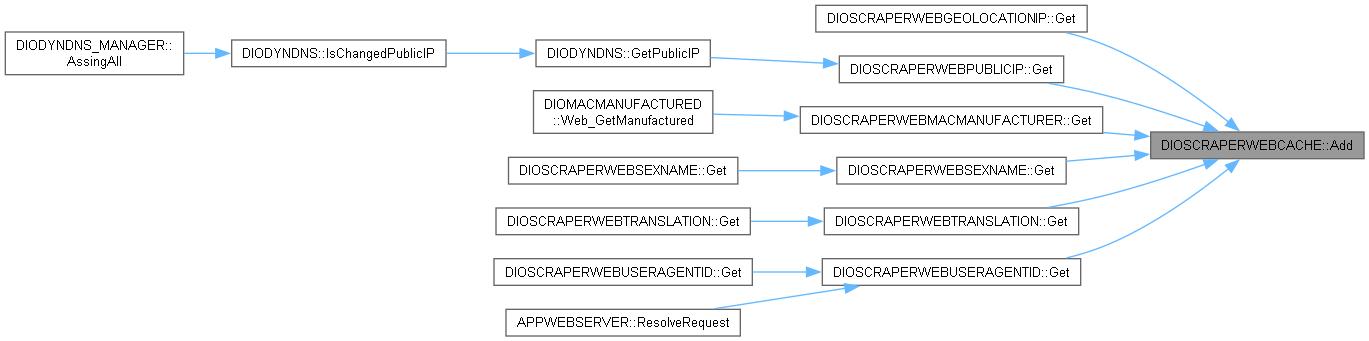 DIOSCRAPERWEBGEOLOCATIONIP::Get
DIODYNDNS_MANAGER::
AssingAll
DIODYNDNS::IsChangedPublicIP
DIODYNDNS::GetPublicIP
DIOSCRAPERWEBPUBLICIP::Get
DIOMACMANUFACTURED
::Web_GetManufactured
DIOSCRAPERWEBMACMANUFACTURER::Get
DIOSCRAPERWEBCACHE::Add
DIOSCRAPERWEBSEXNAME::Get
DIOSCRAPERWEBSEXNAME::Get
DIOSCRAPERWEBTRANSLATION::Get
DIOSCRAPERWEBTRANSLATION::Get
DIOSCRAPERWEBUSERAGENTID::Get
DIOSCRAPERWEBUSERAGENTID::Get
APPWEBSERVER::ResolveRequest